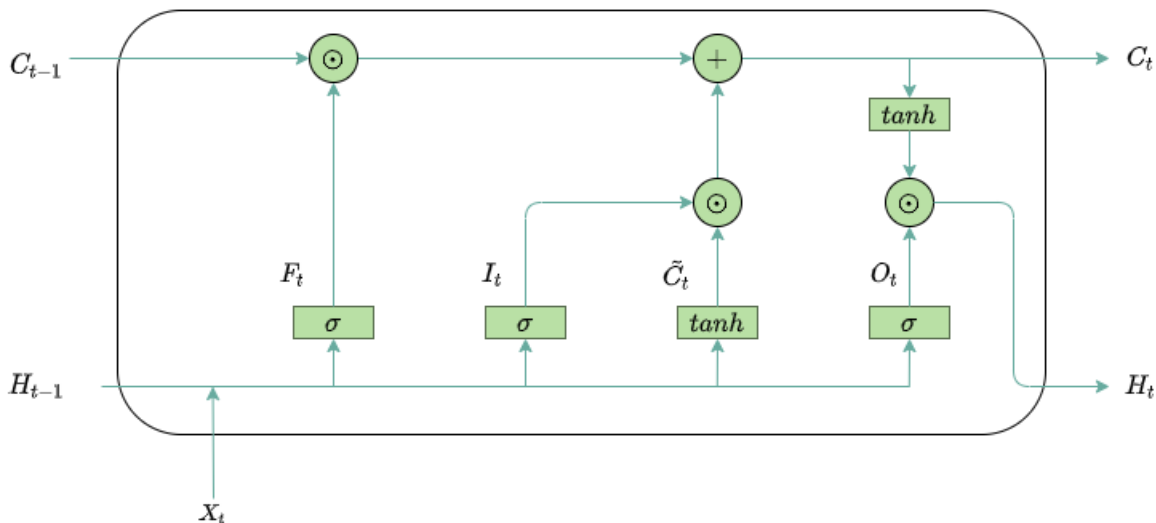 C_{t-1} ⊙ + C_t
tanh
⊙ ⊙
F_t I_t C̃_t O_t
σ σ tanh σ
H_{t-1} H_t
X_t